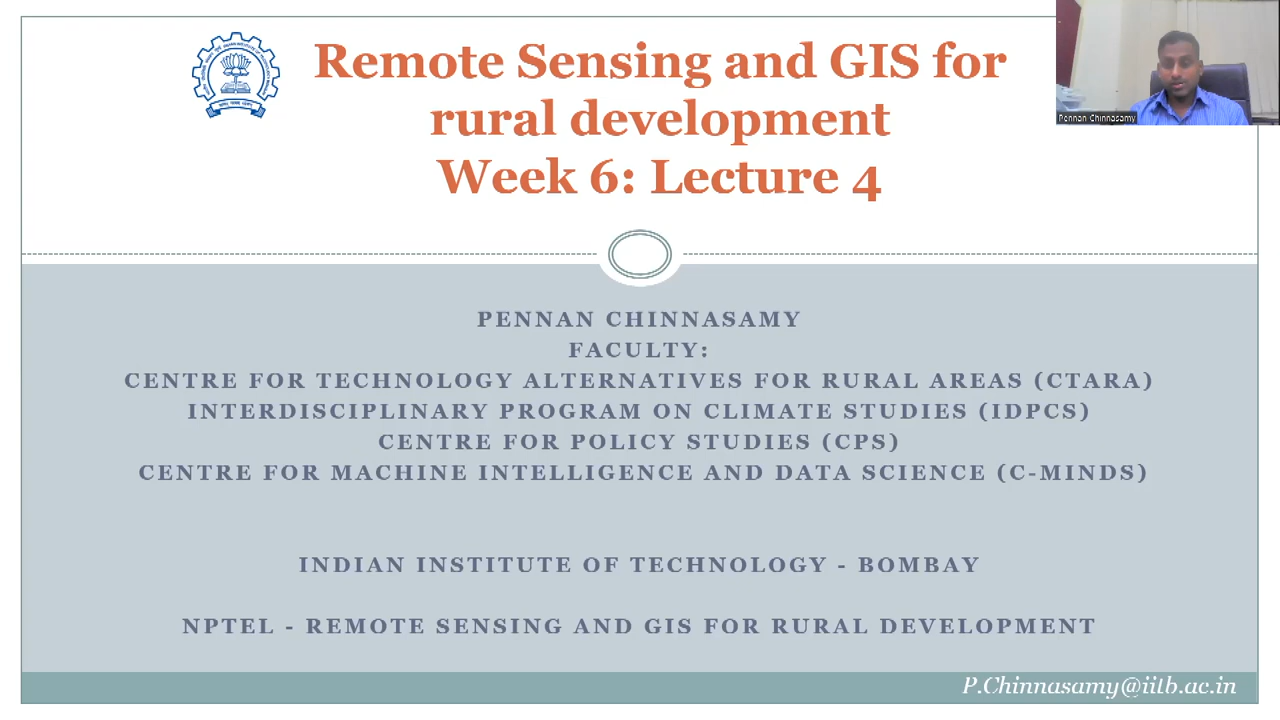 Remote Sensing and GIS for
rural development
Week 6: Lecture 4
Pennan Chinnasamy
PENNAN CHINNASAMY
FACULTY:
CENTRE FOR TECHNOLOGY ALTERNATIVES FOR RURAL AREAS (CTARA)
INTERDISCIPLINARY PROGRAM ON CLIMATE STUDIES (IDPCS)
CENTRE FOR POLICY STUDIES (CPS)
CENTRE FOR MACHINE INTELLIGENCE AND DATA SCIENCE (C-MINDS)
INDIAN INSTITUTE OF TECHNOLOGY - BOMBAY
NPTEL - REMOTE SENSING AND GIS FOR RURAL DEVELOPMENT
P.Chinnasamy@iitb.ac.in